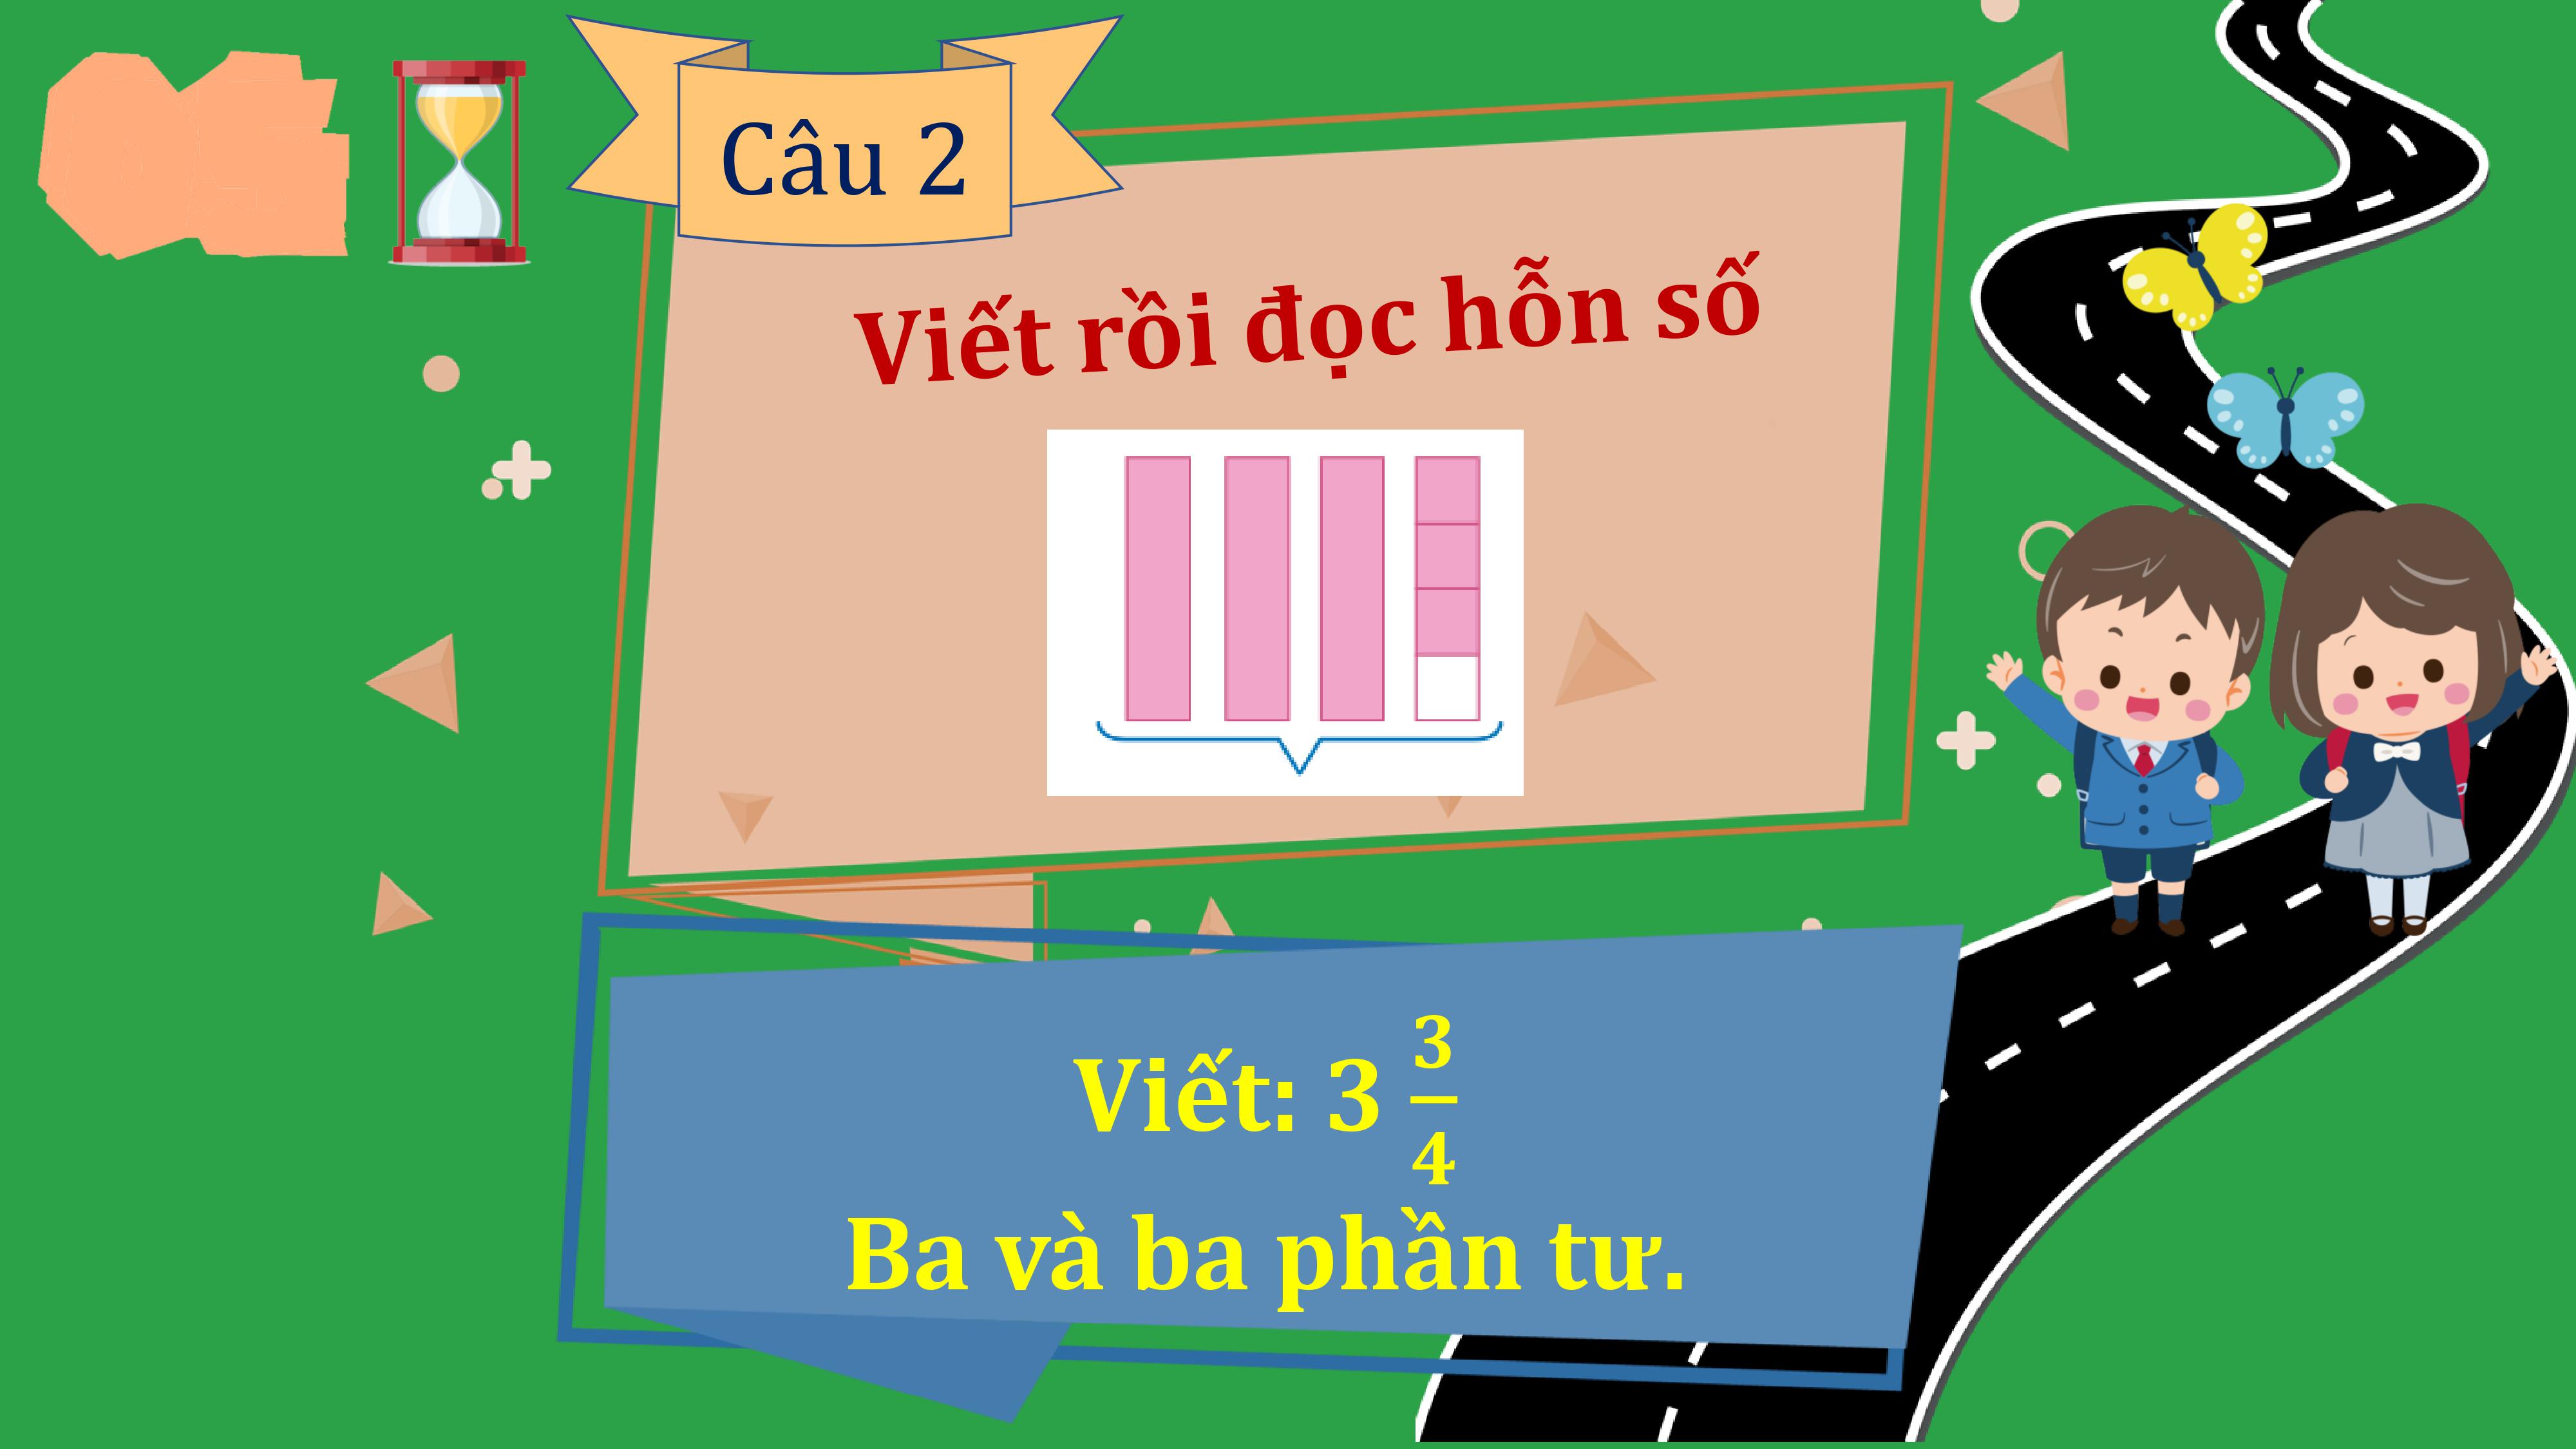 Câu 2
Viết rồi đọc hỗn số
Viết: 3 3/4
Ba và ba phần tư.